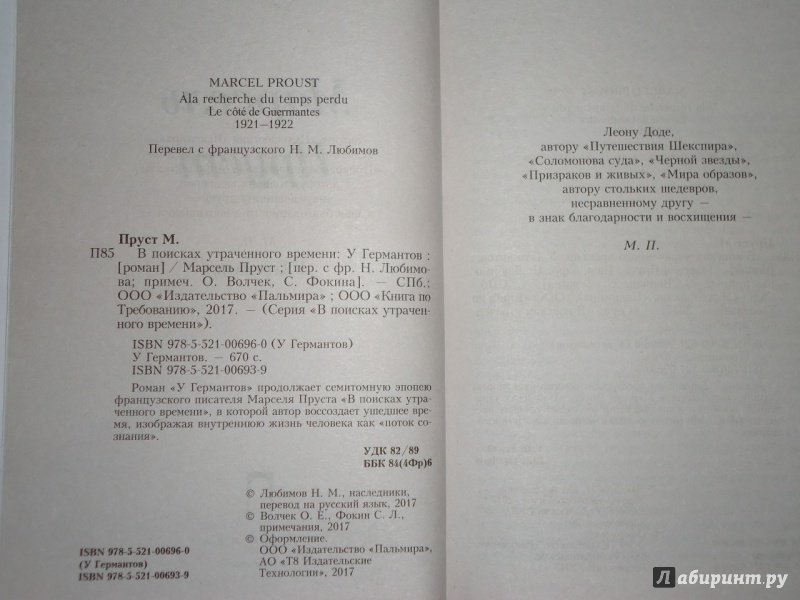 MARCEL PROUST
Àla recherche du temps perdu
Le côté de Guermantes
1921—1922
Перевел с французского Н. М. Любимов
Пруст М.
П85 В поисках утраченного времени: У Германтов :
[роман] / Марсель Пруст ; [пер. с фр. Н. Любимо-
ва; примеч. О. Волчек, С. Фокина]. — СПб.;
ООО «Издательство «Пальмира» ; ООО «Книга по
Требованию», 2017. — (Серия «В поисках утрачен-
ного времени»).
ISBN 978-5-521-00696-0 (У Германтов)
У Германтов. — 670 с.
ISBN 978-5-521-00693-9
Роман «У Германтов» продолжает семитомную эпопею
французского писателя Марселя Пруста «В поисках утра-
ченного времени», в которой автор воссоздает ушедшее вре-
мя, изображая внутреннюю жизнь человека как «поток со-
знания».
УДК 82/89
ББК 84(4Фр)6
© Любимов Н. М., наследники,
перевод на русский язык, 2017
© Волчек О. Е., Фокин С. Л.,
примечания, 2017
© Оформление.
ООО «Издательство «Пальмира»,
АО «Т8 Издательские
Технологии», 2017
ISBN 978-5-521-00696-0
(У Германтов)
ISBN 978-5-521-00693-9
Леону Доде,
автору «Путешествия Шекспира»,
«Соломонова суда», «Черной звезды»,
«Призраков и живых», «Мира образов»,
автору стольких шедевров,
несравненному другу —
в знак благодарности и восхищения —
М. П.
Лабиринт.ру